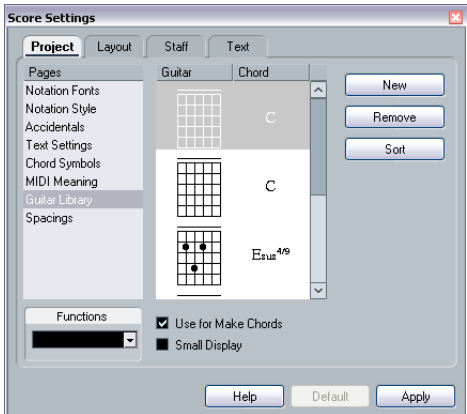 Score Settings
Project Layout Staff Text
Pages
Notation Fonts
Notation Style
Accidentals
Text Settings
Chord Symbols
MIDI Meaning
Guitar Library
Spacings
Functions
Guitar Chord
C
C
Esus4/9
Use for Make Chords
Small Display
New
Remove
Sort
Help Default Apply